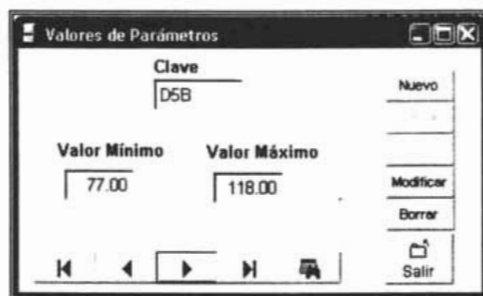 Valores de Parámetros
Clave
D5B
Nuevo
Valor Mínimo Valor Máximo
77.00 118.00
Modificar
Borrar
Salir